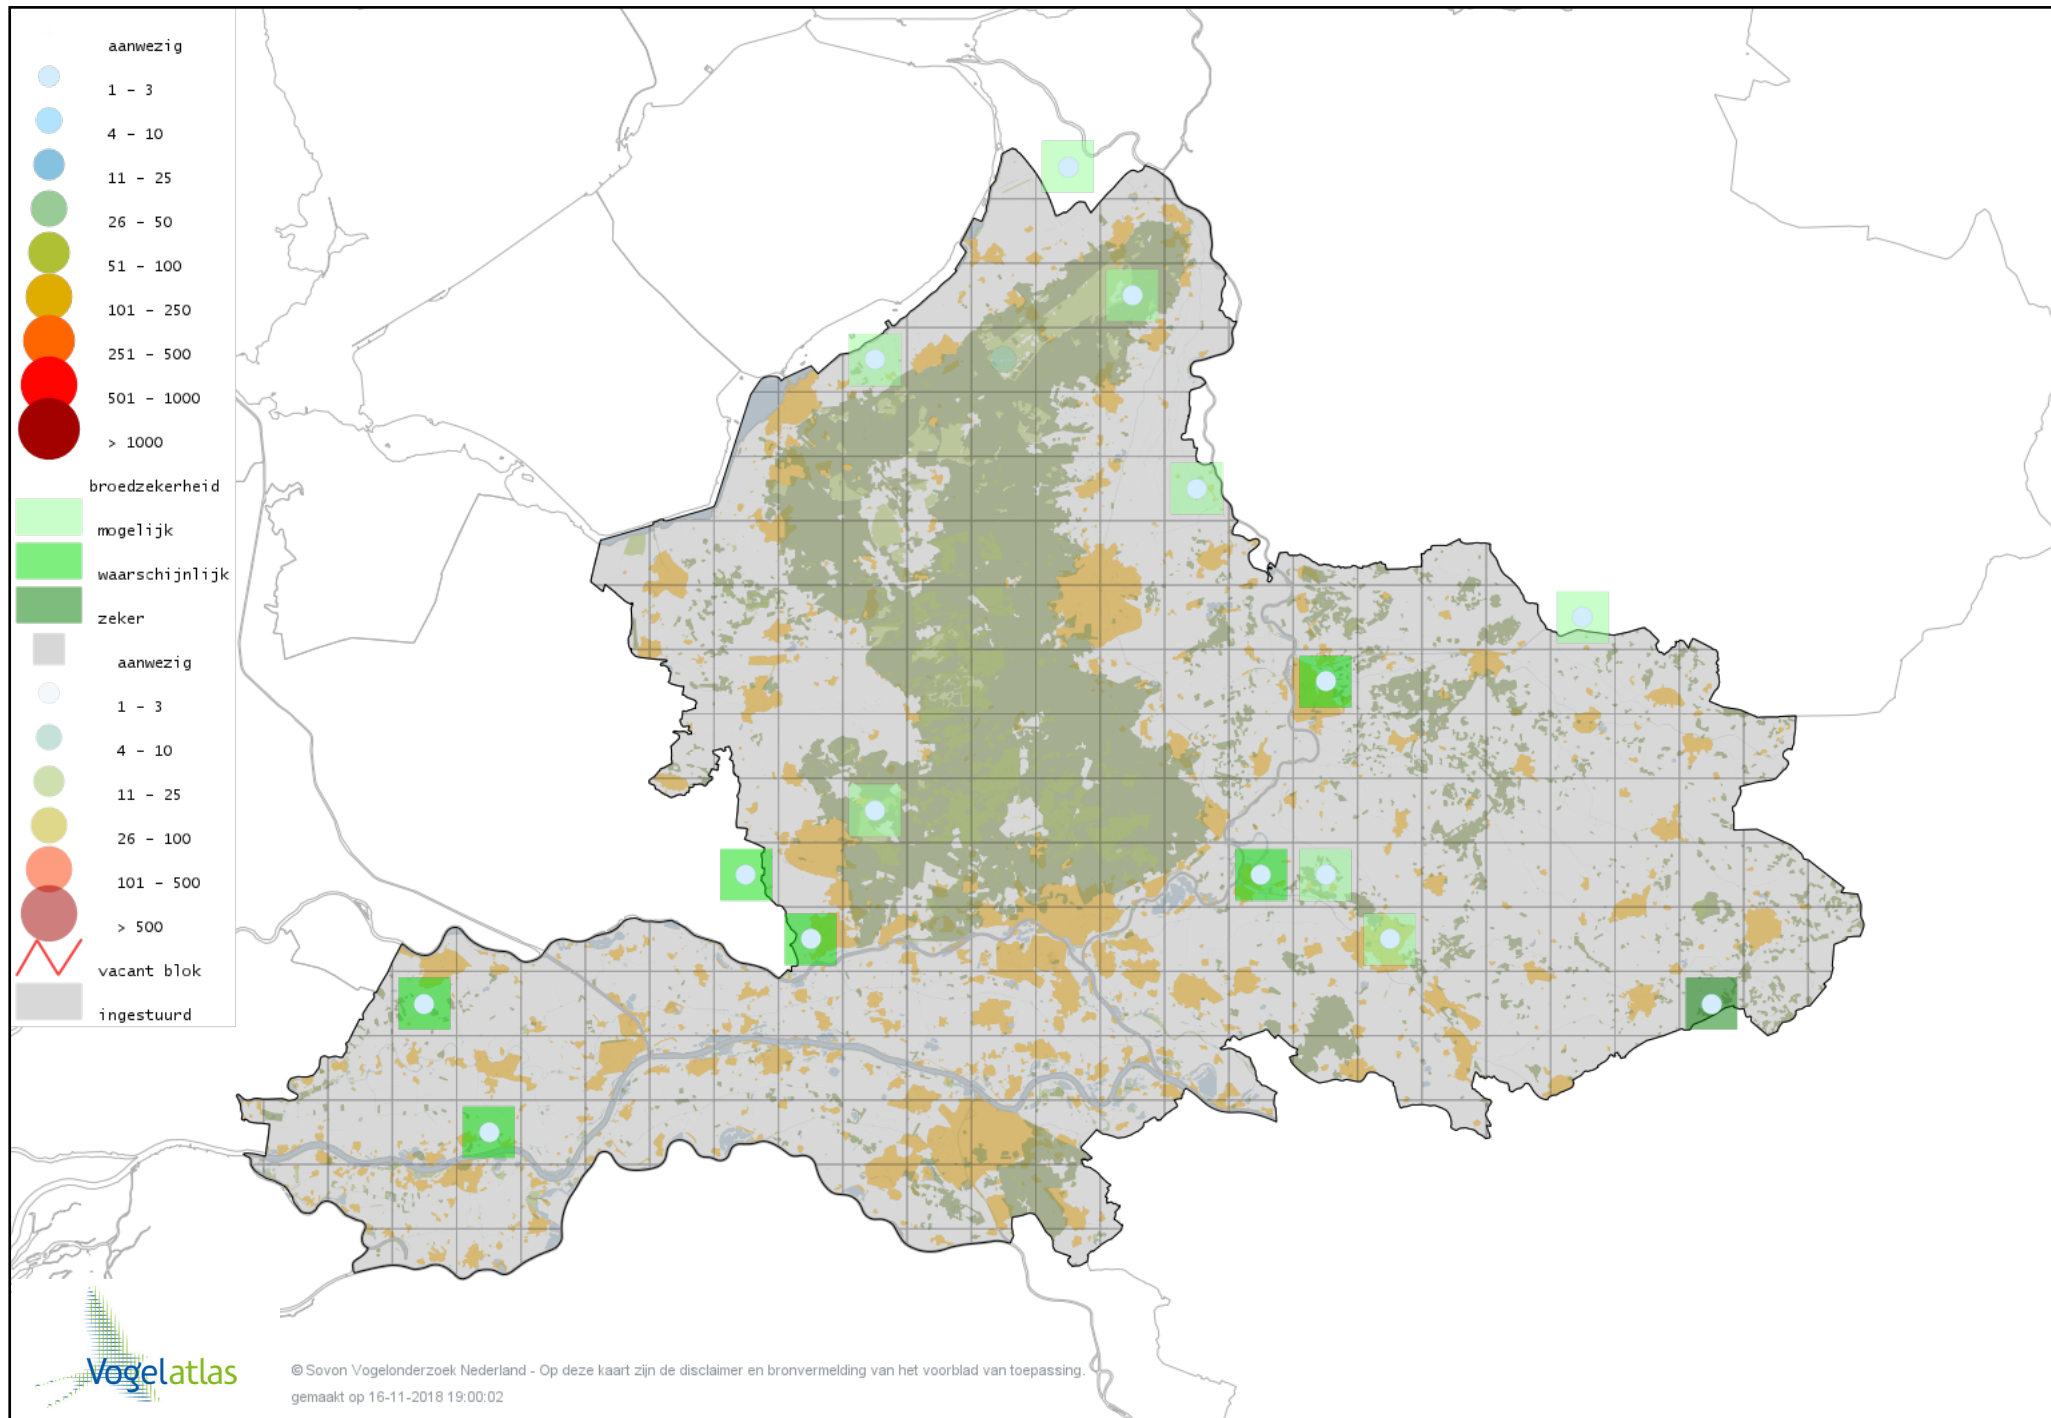 aanwezig
1 - 3
4 - 10
11 - 25
26 - 50
51 - 100
101 - 250
251 - 500
501 - 1000
> 1000
broedzekerheid
mogelijk
waarschijnlijk
zeker
aanwezig
1 - 3
4 - 10
11 - 25
26 - 100
101 - 500
> 500
vacant blok
ingestuurd
Vogelatlas
© Sovon Vogelonderzoek Nederland - Op deze kaart zijn de disclaimer en bronvermelding van het voorblad van toepassing.
gemaakt op 16-11-2018 19:00:02